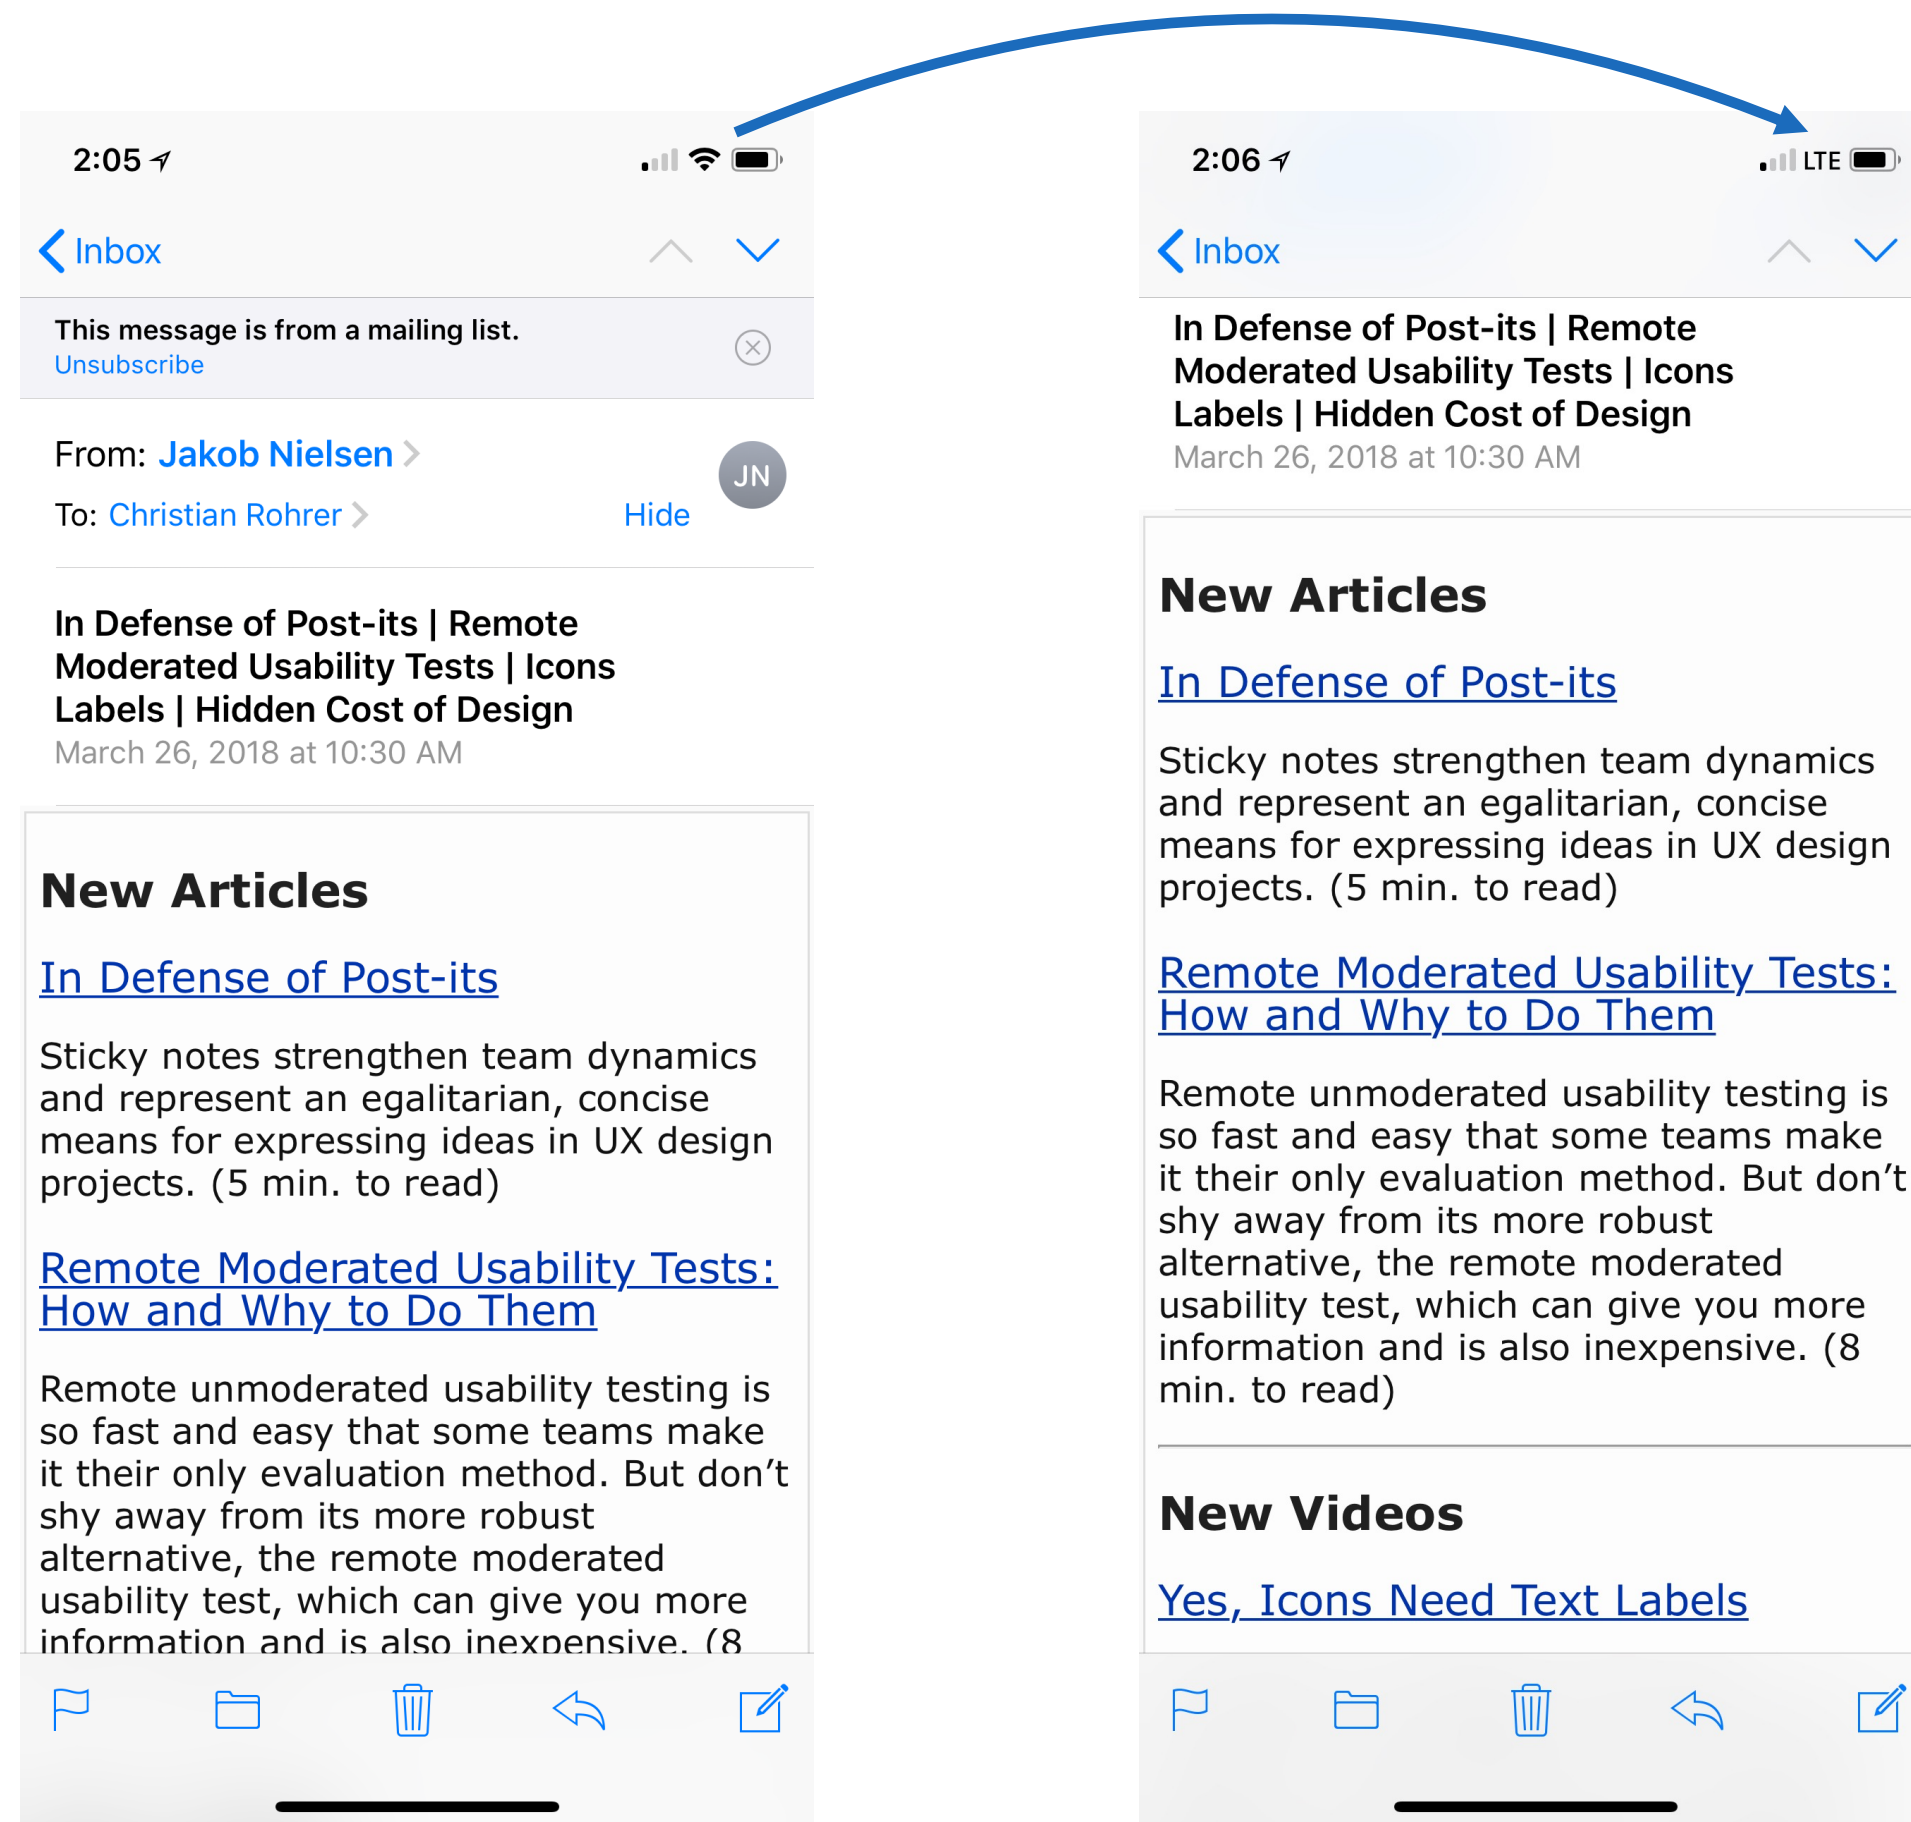 2:05
Inbox
This message is from a mailing list.
Unsubscribe
From: Jakob Nielsen
JN
To: Christian Rohrer
Hide
In Defense of Post-its | Remote
Moderated Usability Tests | Icons
Labels | Hidden Cost of Design
March 26, 2018 at 10:30 AM
New Articles
In Defense of Post-its
Sticky notes strengthen team dynamics
and represent an egalitarian, concise
means for expressing ideas in UX design
projects. (5 min. to read)
Remote Moderated Usability Tests:
How and Why to Do Them
Remote unmoderated usability testing is
so fast and easy that some teams make
it their only evaluation method. But don’t
shy away from its more robust
alternative, the remote moderated
usability test, which can give you more
information and is also inexpensive. (8
2:06
LTE
Inbox
In Defense of Post-its | Remote
Moderated Usability Tests | Icons
Labels | Hidden Cost of Design
March 26, 2018 at 10:30 AM
New Articles
In Defense of Post-its
Sticky notes strengthen team dynamics
and represent an egalitarian, concise
means for expressing ideas in UX design
projects. (5 min. to read)
Remote Moderated Usability Tests:
How and Why to Do Them
Remote unmoderated usability testing is
so fast and easy that some teams make
it their only evaluation method. But don’t
shy away from its more robust
alternative, the remote moderated
usability test, which can give you more
information and is also inexpensive. (8
min. to read)
New Videos
Yes, Icons Need Text Labels